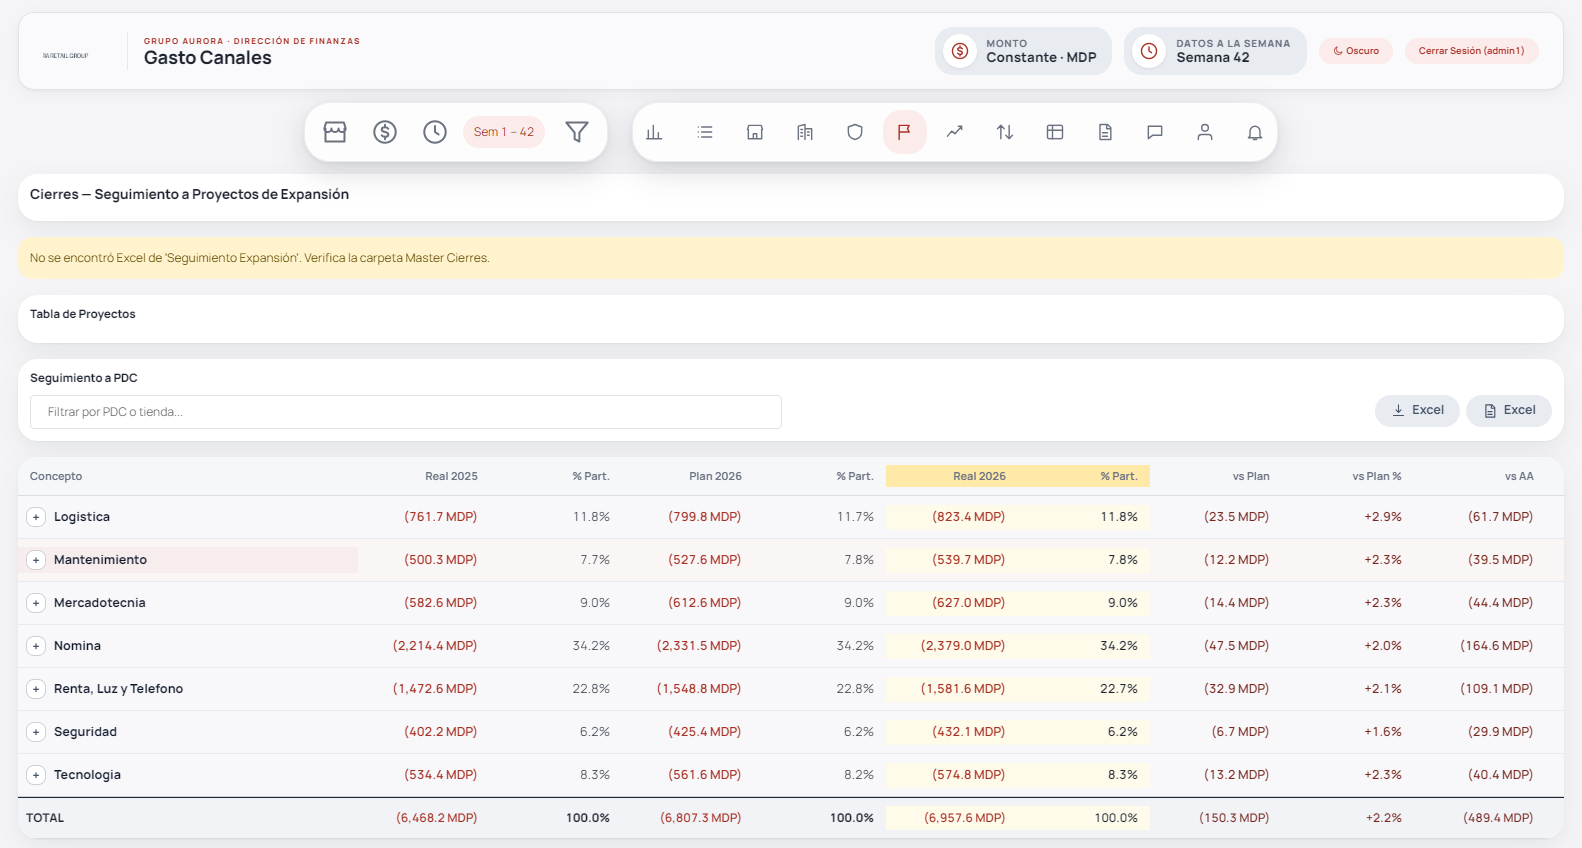 RETAIL GROUP
GRUPO AURORA · DIRECCIÓN DE FINANZAS
Gasto Canales
MONTO
Constante · MDP
DATOS A LA SEMANA
Semana 42
Oscuro
Cerrar Sesión (admin1)
Sem 1 – 42
Cierres — Seguimiento a Proyectos de Expansión
No se encontró Excel de 'Seguimiento Expansión'. Verifica la carpeta Master Cierres.
Tabla de Proyectos
Seguimiento a PDC
Filtrar por PDC o tienda...
Excel
Excel
Concepto Real 2025 % Part. Plan 2026 % Part. Real 2026 % Part. vs Plan vs Plan % vs AA
+ Logistica (761.7 MDP) 11.8% (799.8 MDP) 11.7% (823.4 MDP) 11.8% (23.5 MDP) +2.9% (61.7 MDP)
+ Mantenimiento (500.3 MDP) 7.7% (527.6 MDP) 7.8% (539.7 MDP) 7.8% (12.2 MDP) +2.3% (39.5 MDP)
+ Mercadotecnia (582.6 MDP) 9.0% (612.6 MDP) 9.0% (627.0 MDP) 9.0% (14.4 MDP) +2.3% (44.4 MDP)
+ Nomina (2,214.4 MDP) 34.2% (2,331.5 MDP) 34.2% (2,379.0 MDP) 34.2% (47.5 MDP) +2.0% (164.6 MDP)
+ Renta, Luz y Telefono (1,472.6 MDP) 22.8% (1,548.8 MDP) 22.8% (1,581.6 MDP) 22.7% (32.9 MDP) +2.1% (109.1 MDP)
+ Seguridad (402.2 MDP) 6.2% (425.4 MDP) 6.2% (432.1 MDP) 6.2% (6.7 MDP) +1.6% (29.9 MDP)
+ Tecnologia (534.4 MDP) 8.3% (561.6 MDP) 8.2% (574.8 MDP) 8.3% (13.2 MDP) +2.3% (40.4 MDP)
TOTAL (6,468.2 MDP) 100.0% (6,807.3 MDP) 100.0% (6,957.6 MDP) 100.0% (150.3 MDP) +2.2% (489.4 MDP)